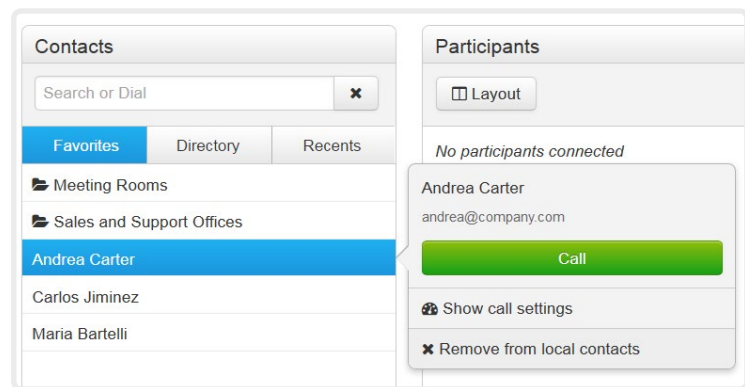 Contacts
Search or Dial
Favorites Directory Recents
Meeting Rooms
Sales and Support Offices
Andrea Carter
Carlos Jiminez
Maria Bartelli
Participants
Layout
No participants connected
Andrea Carter
andrea@company.com
Call
Show call settings
Remove from local contacts